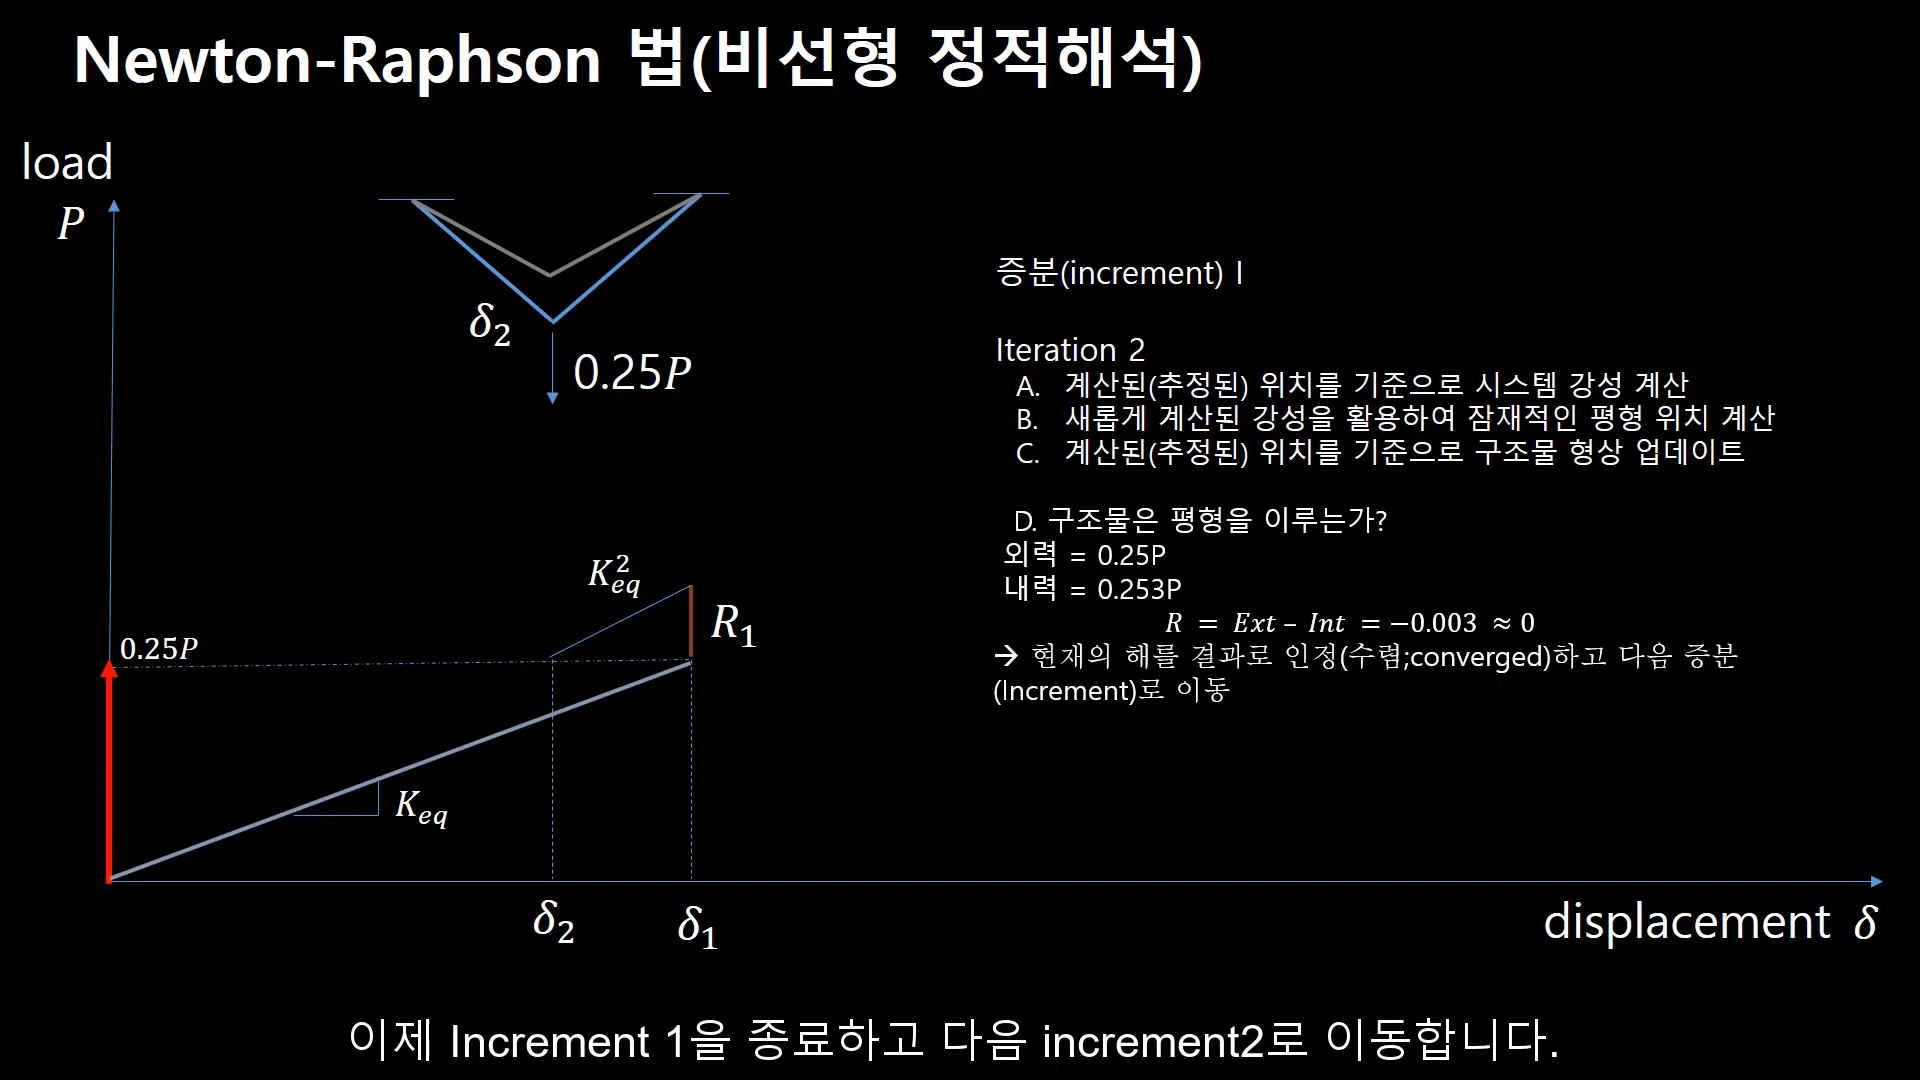 Newton-Raphson 법(비선형 정적해석)
load
P
δ₂
0.25P
증분(increment) I
Iteration 2
A. 계산된(추정된) 위치를 기준으로 시스템 강성 계산
B. 새롭게 계산된 강성을 활용하여 잠재적인 평형 위치 계산
C. 계산된(추정된) 위치를 기준으로 구조물 형상 업데이트
D. 구조물은 평형을 이루는가?
외력 = 0.25P
내력 = 0.253P
R = Ext – Int = −0.003 ≈ 0
→ 현재의 해를 결과로 인정(수렴;converged)하고 다음 증분
(Increment)로 이동
K²eq
R₁
0.25P
Keq
δ₂
δ₁
displacement δ
이제 Increment 1을 종료하고 다음 increment2로 이동합니다.